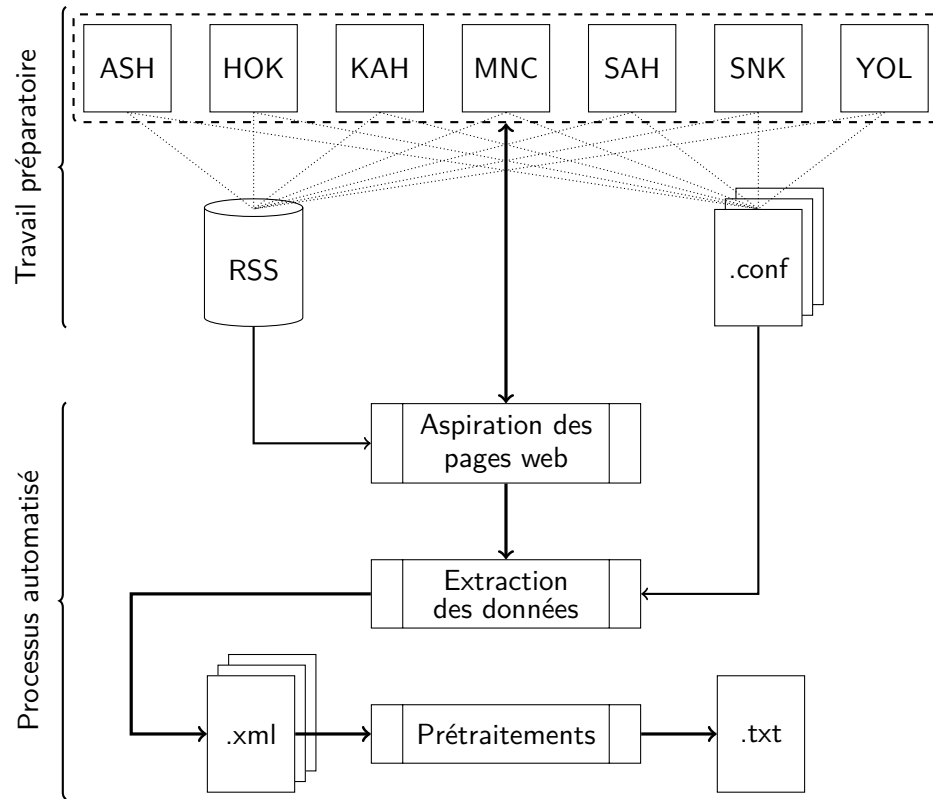 Travail préparatoire
ASH
HOK
KAH
MNC
SAH
SNK
YOL
RSS
.conf
Processus automatisé
Aspiration des
pages web
Extraction
des données
.xml
Prétraitements
.txt